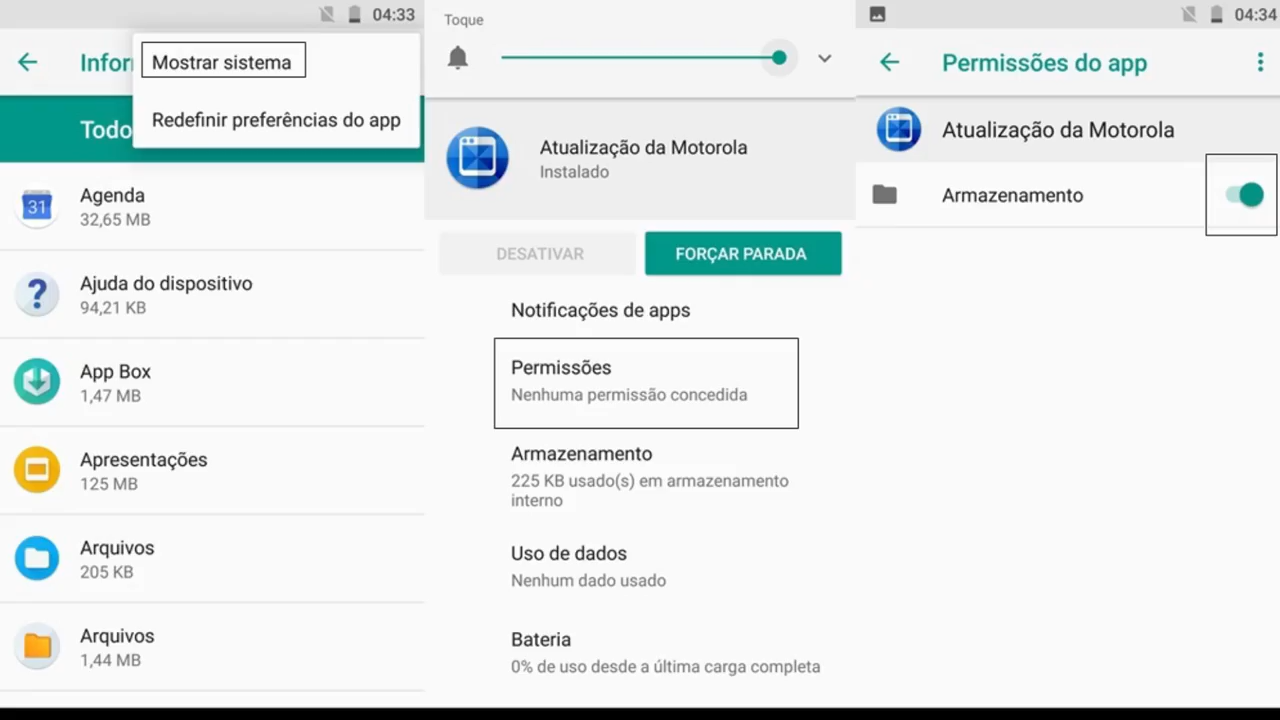 04:33
Infor
Mostrar sistema
Redefinir preferências do app
Todo
Agenda
32,65 MB
31
Ajuda do dispositivo
94,21 KB
App Box
1,47 MB
Apresentações
125 MB
Arquivos
205 KB
Arquivos
1,44 MB
Toque
Atualização da Motorola
Instalado
DESATIVAR
FORÇAR PARADA
Notificações de apps
Permissões
Nenhuma permissão concedida
Armazenamento
225 KB usado(s) em armazenamento
interno
Uso de dados
Nenhum dado usado
Bateria
0% de uso desde a última carga completa
04:34
Permissões do app
Atualização da Motorola
Armazenamento